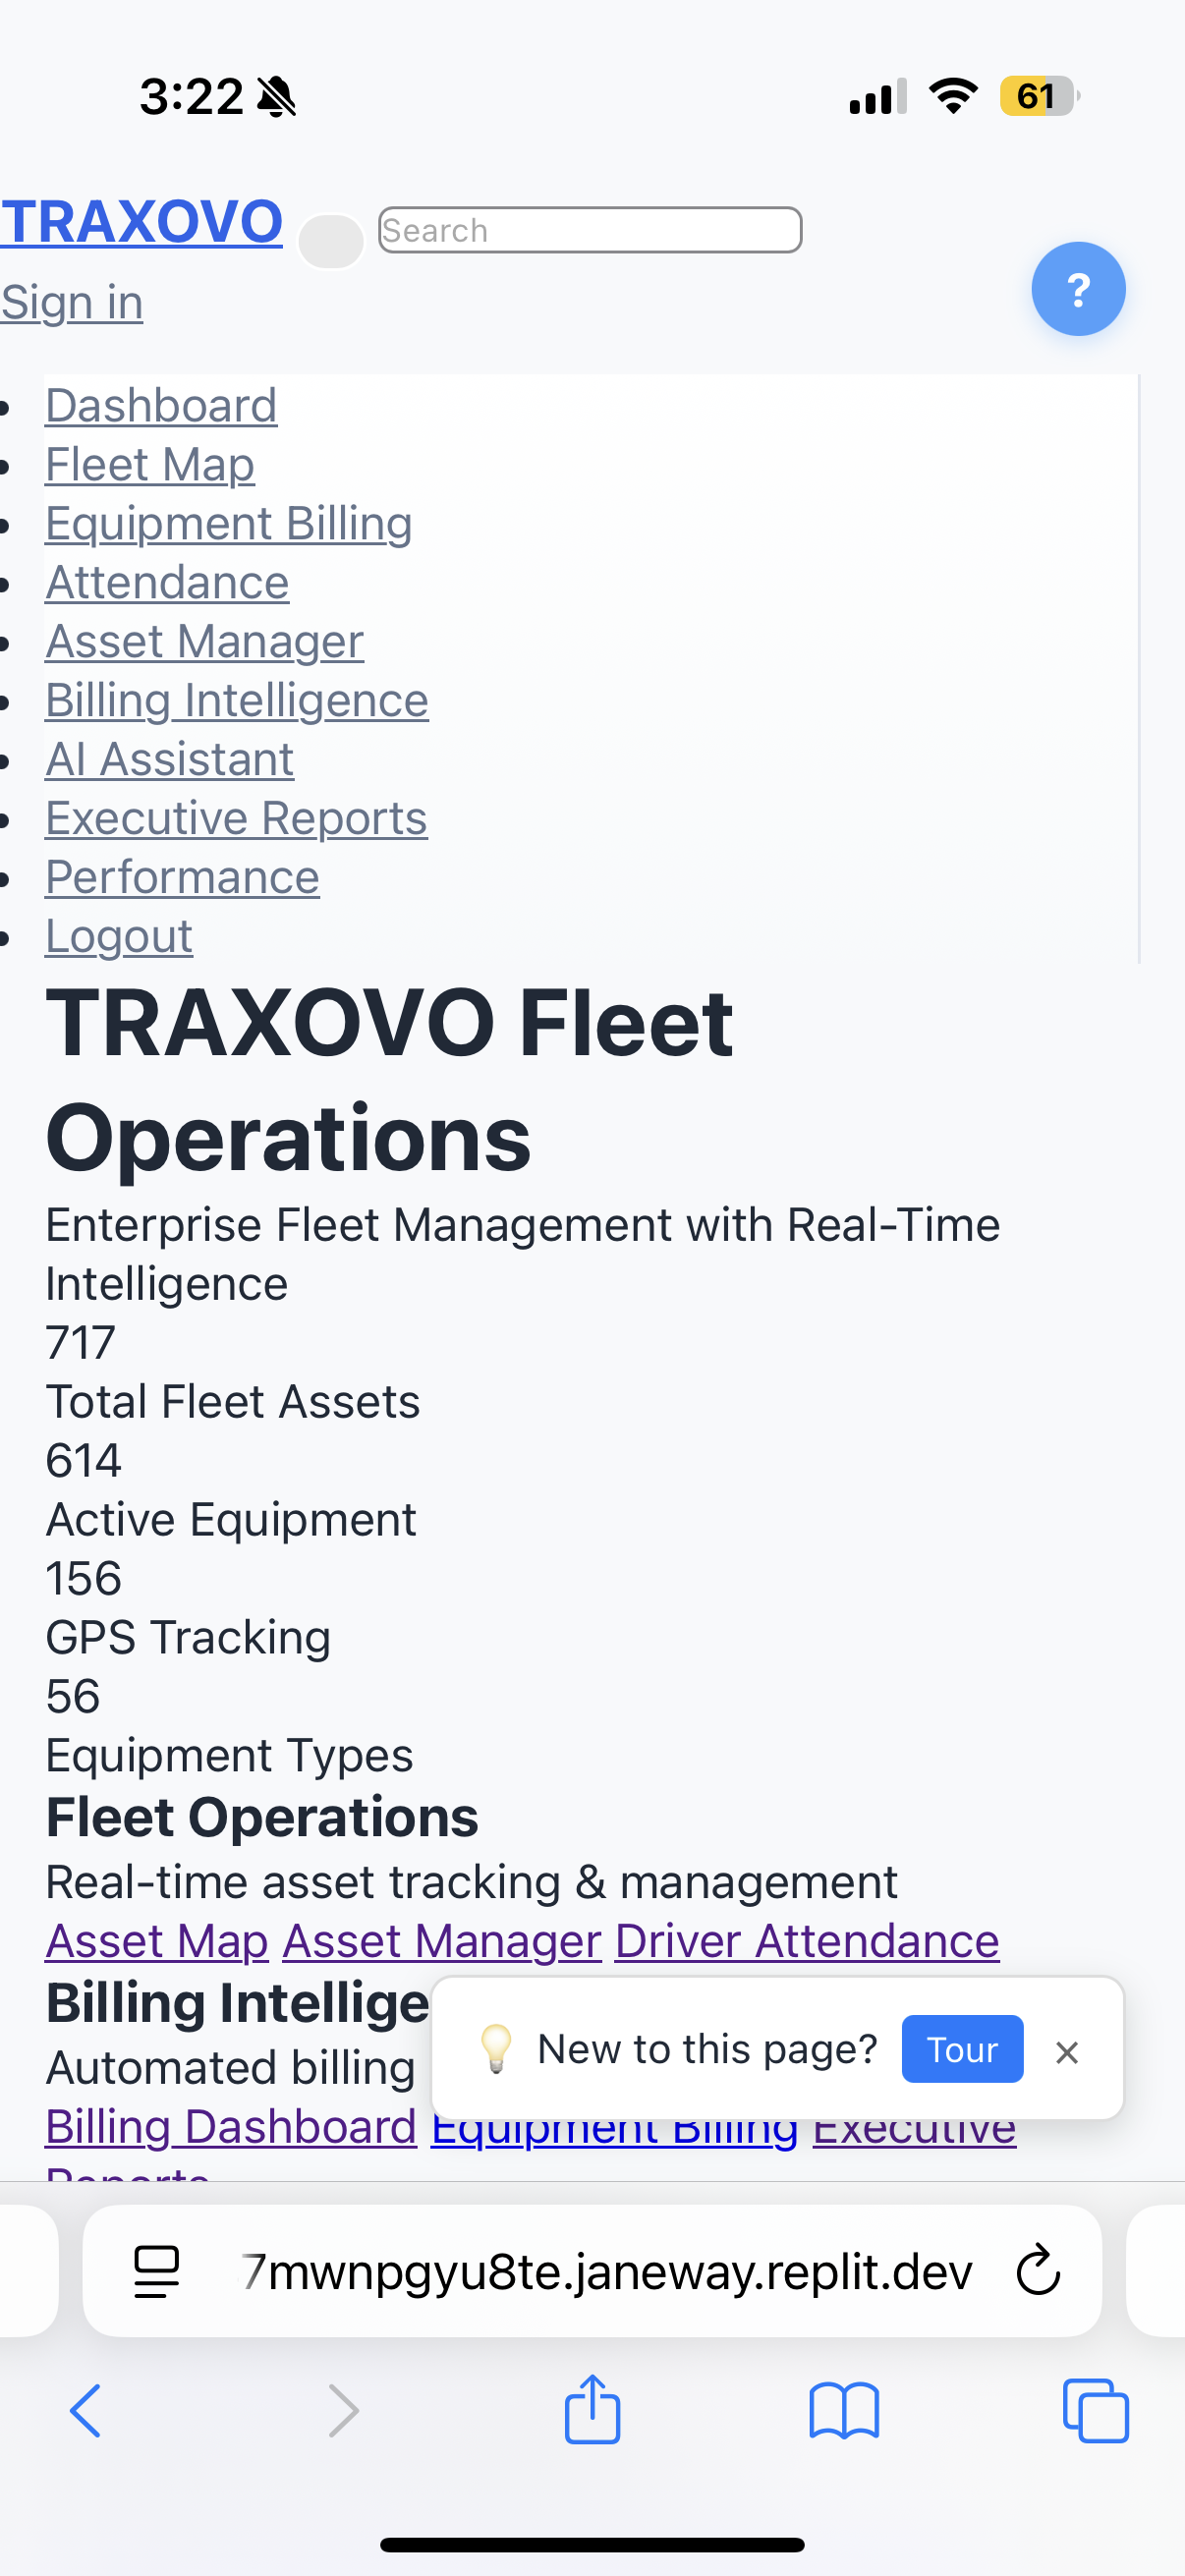 3:22
61
TRAXOVO
Search
Sign in
?
Dashboard
Fleet Map
Equipment Billing
Attendance
Asset Manager
Billing Intelligence
AI Assistant
Executive Reports
Performance
Logout
TRAXOVO Fleet
Operations
Enterprise Fleet Management with Real-Time
Intelligence
717
Total Fleet Assets
614
Active Equipment
156
GPS Tracking
56
Equipment Types
Fleet Operations
Real-time asset tracking & management
Asset Map Asset Manager Driver Attendance
Billing Intellige
Automated billing
💡 New to this page? Tour ×
Billing Dashboard Equipment Billing Executive
Reports
7mwnpgyu8te.janeway.replit.dev